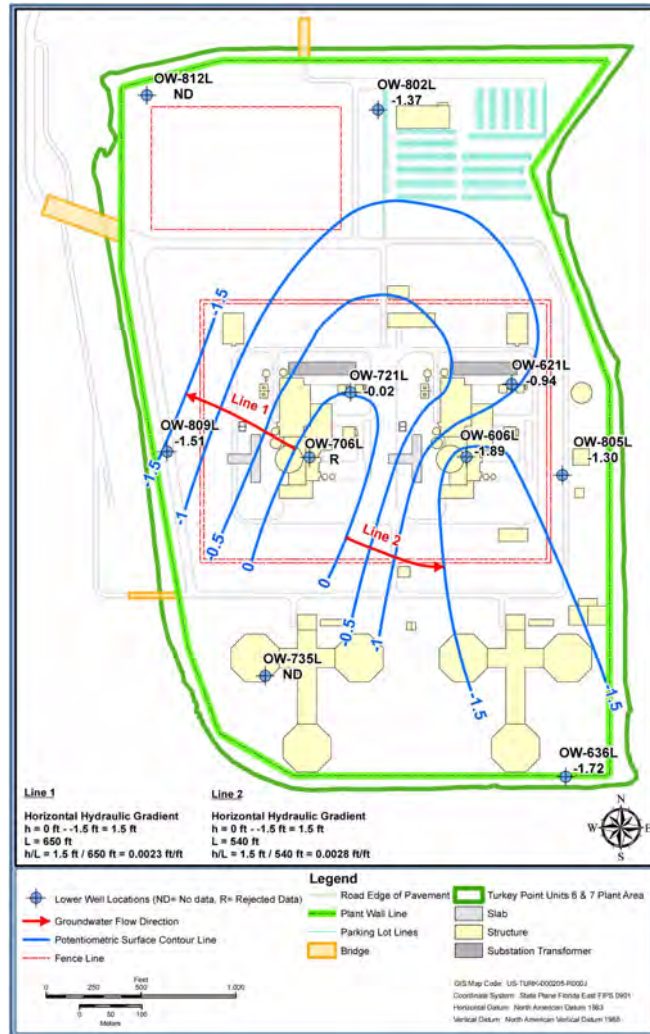 OW-812L
ND
OW-802L
-1.37
-1.5
OW-721L
-0.02
OW-621L
-0.94
Line 1
OW-809L
-1.51
OW-706L
R
OW-606L
-1.89
OW-805L
-1.30
-1.5
-1
-0.5
0
Line 2
0
-0.5
-1
OW-735L
ND
-1.5
-1.5
OW-636L
-1.72
Line 1
Horizontal Hydraulic Gradient
h = 0 ft - -1.5 ft = 1.5 ft
L = 650 ft
h/L = 1.5 ft / 650 ft = 0.0023 ft/ft
Line 2
Horizontal Hydraulic Gradient
h = 0 ft - -1.5 ft = 1.5 ft
L = 540 ft
h/L = 1.5 ft / 540 ft = 0.0028 ft/ft
N
W E
S
Legend
Lower Well Locations (ND= No data, R= Rejected Data)
Groundwater Flow Direction
Potentiometric Surface Contour Line
Fence Line
Road Edge of Pavement
Plant Wall Line
Parking Lot Lines
Bridge
Turkey Point Units 6 & 7 Plant Area
Slab
Structure
Substation Transformer
Feet
0 250 500 1,000
0 50 100
Meters
GIS Map Code: US-TURK-000205-R000J
Coordinate System: State Plane Florida East FIPS 0901
Horizontal Datum: North American Datum 1983
Vertical Datum: North American Vertical Datum 1988